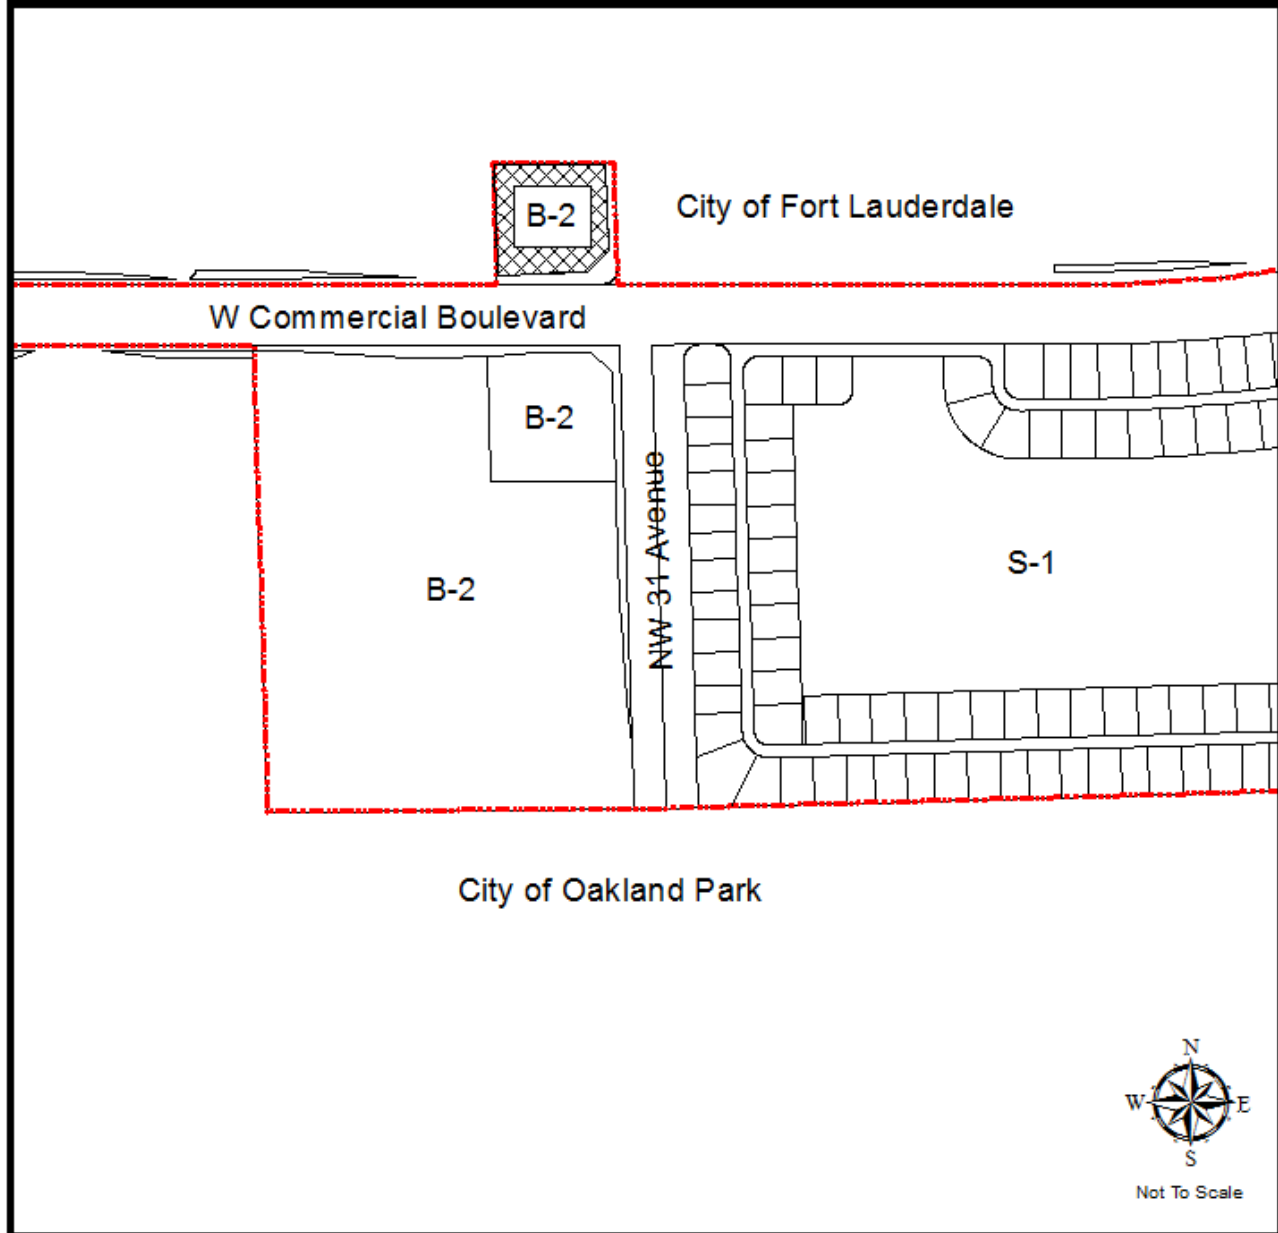 City of Fort Lauderdale
B-2
W Commercial Boulevard
B-2
NW 31 Avenue
S-1
B-2
City of Oakland Park
N
W
E
S
Not To Scale